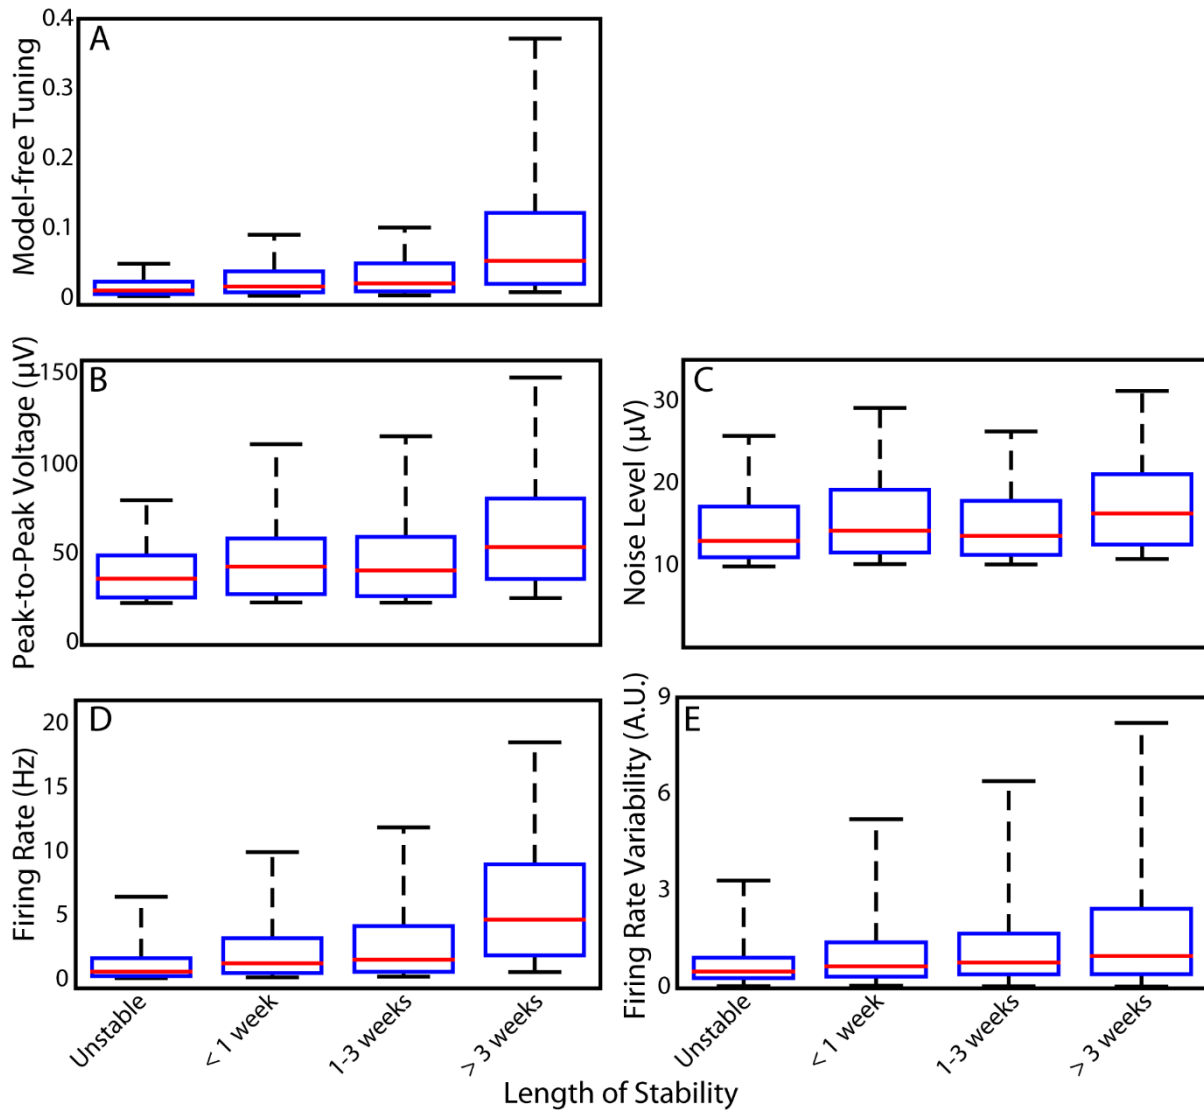 A
Model-free Tuning
0.4
0.3
0.2
0.1
0
B
Peak-to-Peak Voltage (µV)
150
100
50
0
C
Noise Level (µV)
30
20
10
D
Firing Rate (Hz)
20
15
10
5
0
E
Firing Rate Variability (A.U.)
9
6
3
0
Unstable
< 1 week
1-3 weeks
> 3 weeks
Unstable
< 1 week
1-3 weeks
> 3 weeks
Length of Stability